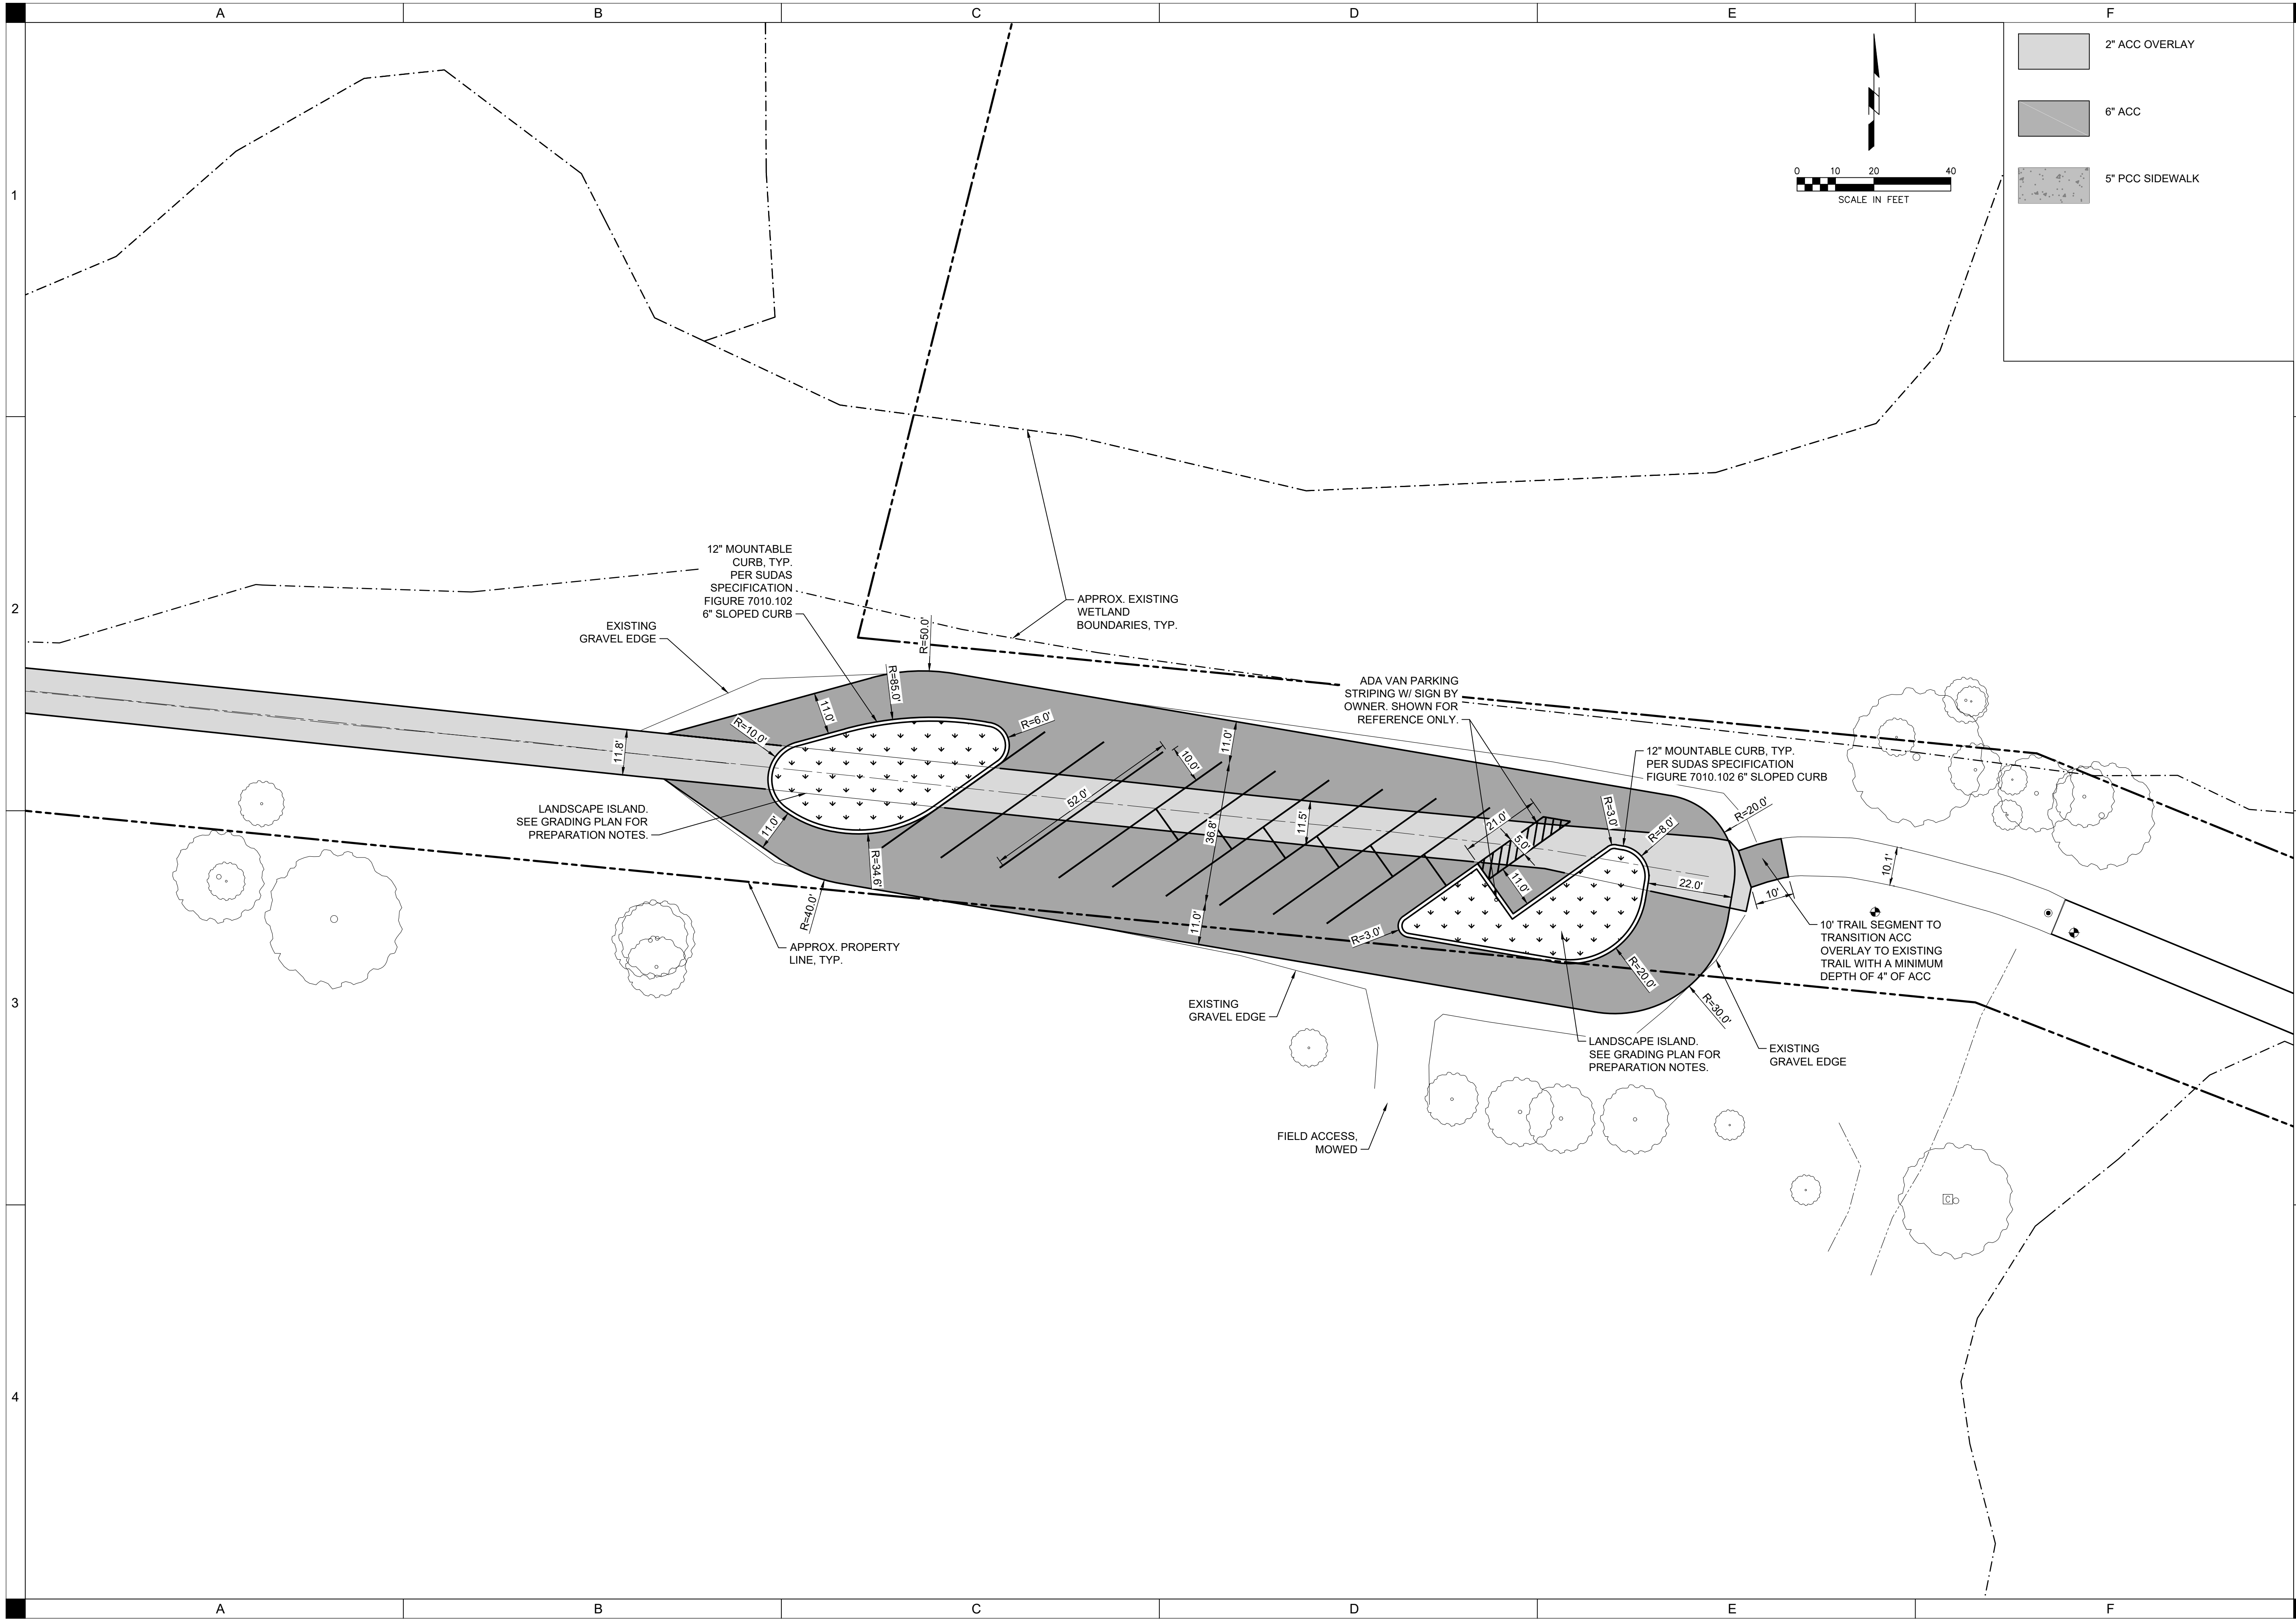 A
B
C
D
E
F
2" ACC OVERLAY
6" ACC
5" PCC SIDEWALK
0
10
20
40
SCALE IN FEET
1
2
3
4
12" MOUNTABLE
CURB, TYP.
PER SUDAS
SPECIFICATION
FIGURE 7010.102
6" SLOPED CURB
EXISTING
GRAVEL EDGE
APPROX. EXISTING
WETLAND
BOUNDARIES, TYP.
R=50.0'
R=85.0'
11.0'
R=10.0'
R=6.0'
11.8'
ADA VAN PARKING
STRIPING W/ SIGN BY
OWNER. SHOWN FOR
REFERENCE ONLY.
12" MOUNTABLE CURB, TYP.
PER SUDAS SPECIFICATION
FIGURE 7010.102 6" SLOPED CURB
LANDSCAPE ISLAND.
SEE GRADING PLAN FOR
PREPARATION NOTES.
11.0'
R=34.6'
R=40.0'
52.0'
10.0'
11.0'
36.8'
11.0'
11.5'
21.0'
5.0'
11.0'
R=3.0'
R=8.0'
R=20.0'
22.0'
10'
10.1'
R=3.0'
R=20.0'
R=30.0'
APPROX. PROPERTY
LINE, TYP.
10' TRAIL SEGMENT TO
TRANSITION ACC
OVERLAY TO EXISTING
TRAIL WITH A MINIMUM
DEPTH OF 4" OF ACC
EXISTING
GRAVEL EDGE
LANDSCAPE ISLAND.
SEE GRADING PLAN FOR
PREPARATION NOTES.
EXISTING
GRAVEL EDGE
FIELD ACCESS,
MOWED
C
A
B
C
D
E
F